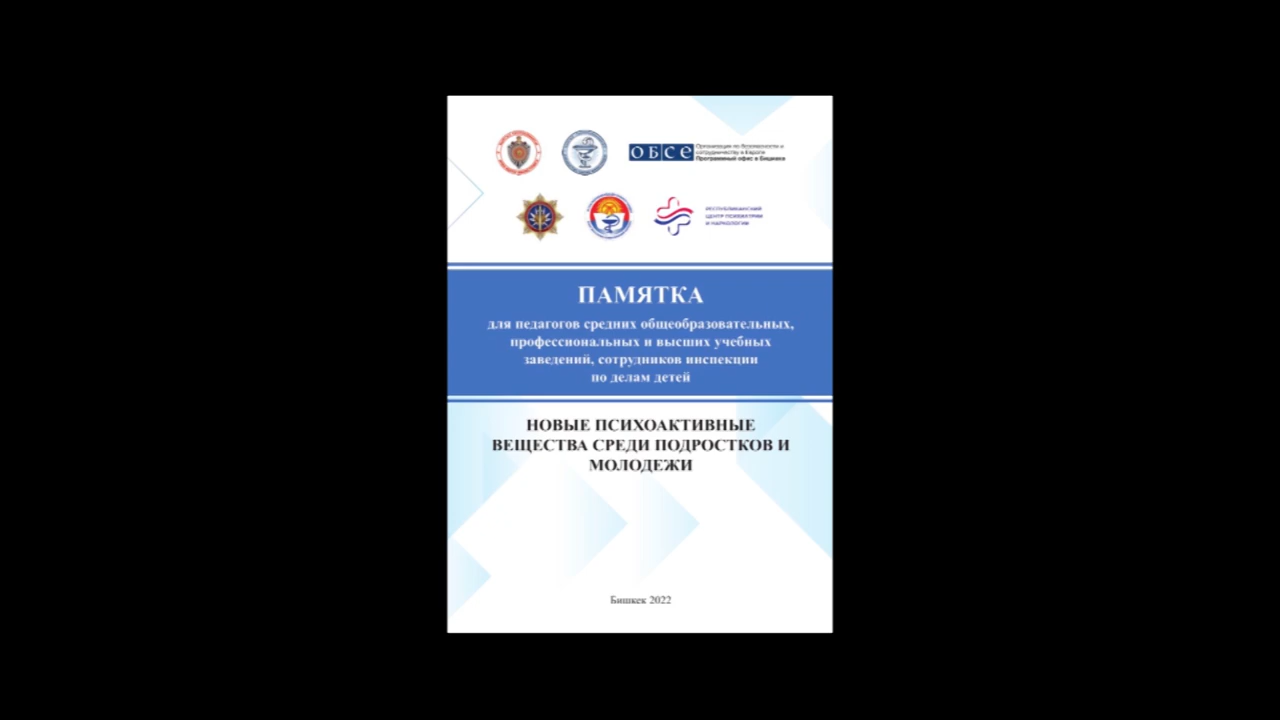 ОБСЕ
Организация по безопасности и
сотрудничеству в Европе
Программный офис в Бишкеке
РЕСПУБЛИКАНСКИЙ
ЦЕНТР ПСИХИАТРИИ
И НАРКОЛОГИИ
ПАМЯТКА
для педагогов средних общеобразовательных,
профессиональных и высших учебных
заведений, сотрудников инспекции
по делам детей
НОВЫЕ ПСИХОАКТИВНЫЕ
ВЕЩЕСТВА СРЕДИ ПОДРОСТКОВ И
МОЛОДЕЖИ
Бишкек 2022